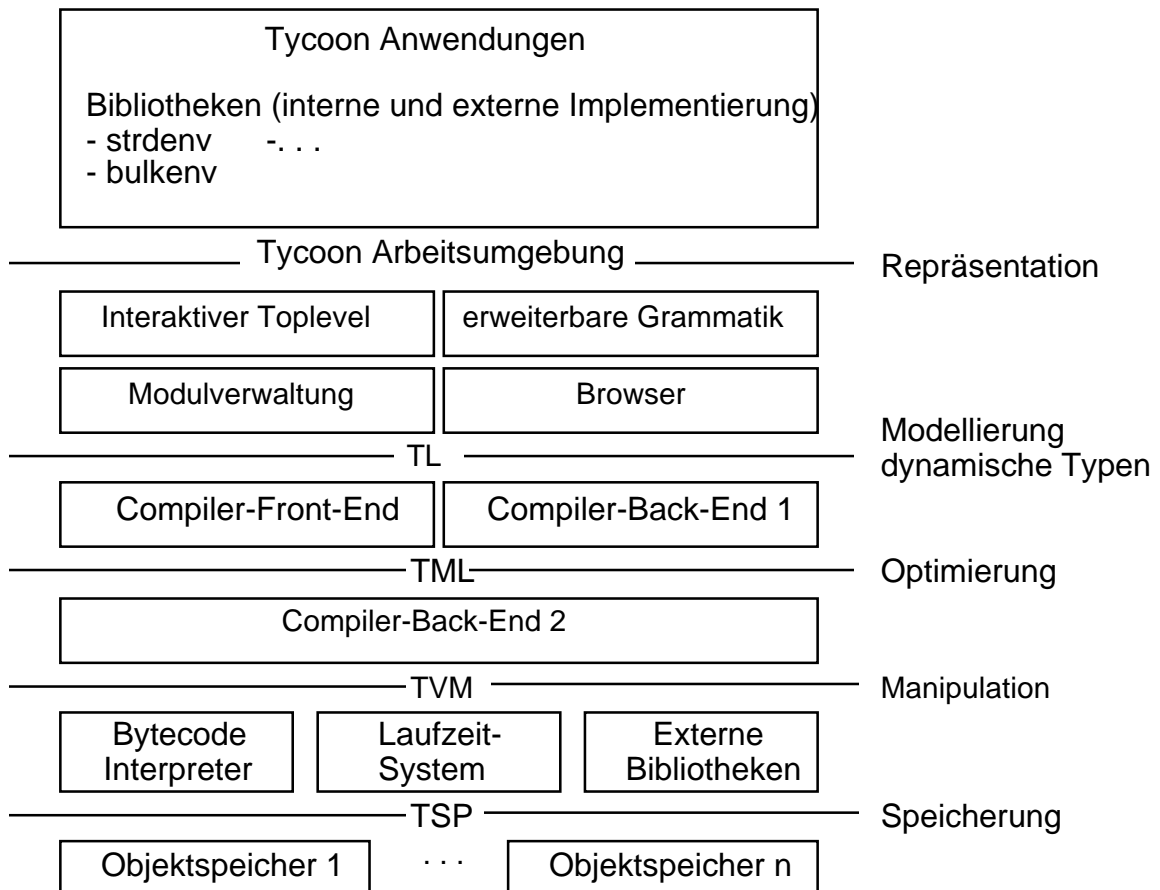 Tycoon Anwendungen
Bibliotheken (interne und externe Implementierung)
- strdenv -. . .
- bulkenv
Tycoon Arbeitsumgebung
Repräsentation
Interaktiver Toplevel
erweiterbare Grammatik
Modulverwaltung
Browser
TL
Modellierung
dynamische Typen
Compiler-Front-End
Compiler-Back-End 1
TML
Optimierung
Compiler-Back-End 2
TVM
Manipulation
Bytecode
Interpreter
Laufzeit-
System
Externe
Bibliotheken
TSP
Speicherung
Objektspeicher 1
. . .
Objektspeicher n